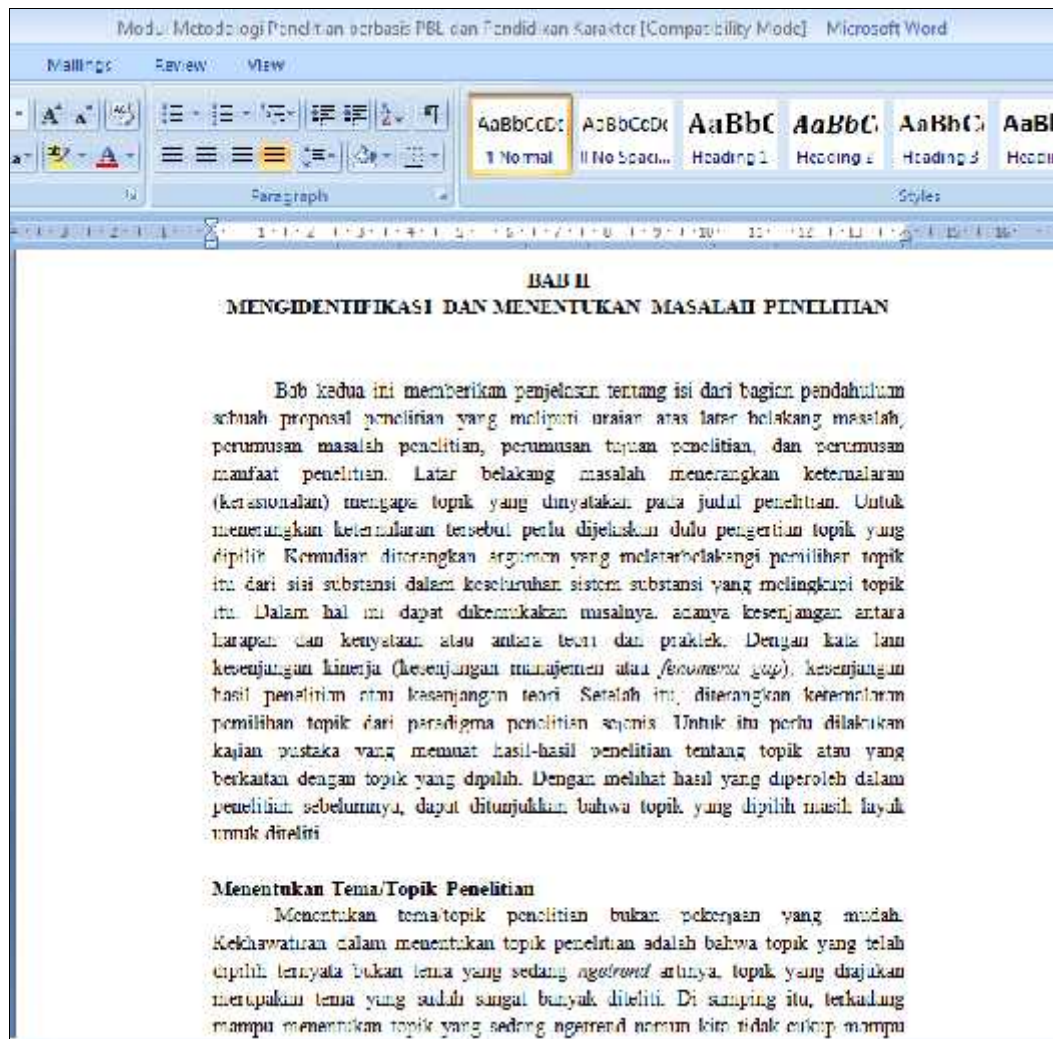 Modul Metodologi Penelitian berbasis PBL dan Pendidikan Karakter [Compatibility Mode] Microsoft Word
Mailings Review View
AaBbCcDc AaBbCcDc AaBbC AaBbC AaBbC AaBl
¶ Normal ¶ No Spaci... Heading 1 Heading 2 Heading 3 Headi
Paragraph Styles
BAB II
MENGIDENTIFIKASI DAN MENENTUKAN MASALAH PENELITIAN
Bab kedua ini memberikan penjelasan tentang isi dari bagian pendahuluan
sebuah proposal penelitian yang meliputi uraian atas latar belakang masalah,
perumusan masalah penelitian, perumusan tujuan penelitian, dan perumusan
manfaat penelitian. Latar belakang masalah menerangkan keternalaran
(kerasionalan) mengapa topik yang dinyatakan pada judul penelitian. Untuk
menerangkan keternalaran tersebut perlu dijelaskan dulu pengertian topik yang
dipilih. Kemudian diterangkan argumen yang melatarbelakangi pemilihan topik
itu dari sisi substansi dalam keseluruhan sistem substansi yang melingkupi topik
itu. Dalam hal ini dapat dikemukakan misalnya, adanya kesenjangan antara
harapan dan kenyataan atau antara teori dan praktek. Dengan kata lain
kesenjangan kinerja (kesenjangan manajemen atau fenomena gap), kesenjangan
hasil penelitian atau kesenjangan teori. Setelah itu, diterangkan keternalaran
pemilihan topik dari paradigma penelitian sejenis. Untuk itu perlu dilakukan
kajian pustaka yang memuat hasil-hasil penelitian tentang topik atau yang
berkaitan dengan topik yang dipilih. Dengan melihat hasil yang diperoleh dalam
penelitian sebelumnya, dapat ditunjukkan bahwa topik yang dipilih masih layak
untuk diteliti
Menentukan Tema/Topik Penelitian
Menentukan tema/topik penelitian bukan pekerjaan yang mudah.
Kekhawatiran dalam menentukan topik penelitian adalah bahwa topik yang telah
dipilih ternyata bukan tema yang sedang ngetrend artinya, topik yang diajukan
merupakan tema yang sudah sangat banyak diteliti. Di samping itu, terkadang
mampu menentukan topik yang sedang ngetrend namun kita tidak cukup mampu